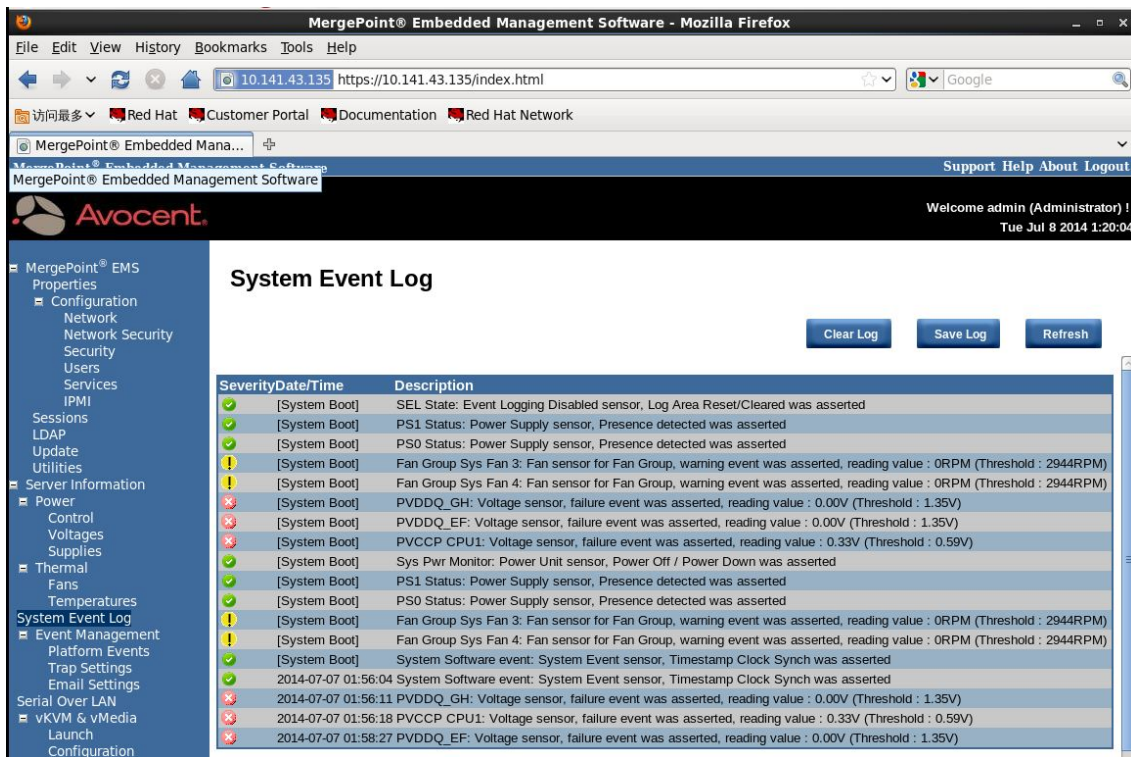 MergePoint® Embedded Management Software - Mozilla Firefox
File Edit View History Bookmarks Tools Help
10.141.43.135 https://10.141.43.135/index.html
Google
访问最多 Red Hat Customer Portal Documentation Red Hat Network
MergePoint® Embedded Mana...
MergePoint® Embedded Management Software
Support Help About Logout
MergePoint® Embedded Management Software
Avocent.
Welcome admin (Administrator) !
Tue Jul 8 2014 1:20:04
MergePoint® EMS
Properties
Configuration
Network
Network Security
Security
Users
Services
IPMI
Sessions
LDAP
Update
Utilities
Server Information
Power
Control
Voltages
Supplies
Thermal
Fans
Temperatures
System Event Log
Event Management
Platform Events
Trap Settings
Email Settings
Serial Over LAN
vKVM & vMedia
Launch
Configuration
System Event Log
Clear Log Save Log Refresh
Severity Date/Time Description
[System Boot] SEL State: Event Logging Disabled sensor, Log Area Reset/Cleared was asserted
[System Boot] PS1 Status: Power Supply sensor, Presence detected was asserted
[System Boot] PS0 Status: Power Supply sensor, Presence detected was asserted
[System Boot] Fan Group Sys Fan 3: Fan sensor for Fan Group, warning event was asserted, reading value : 0RPM (Threshold : 2944RPM)
[System Boot] Fan Group Sys Fan 4: Fan sensor for Fan Group, warning event was asserted, reading value : 0RPM (Threshold : 2944RPM)
[System Boot] PVDDQ_GH: Voltage sensor, failure event was asserted, reading value : 0.00V (Threshold : 1.35V)
[System Boot] PVDDQ_EF: Voltage sensor, failure event was asserted, reading value : 0.00V (Threshold : 1.35V)
[System Boot] PVCCP CPU1: Voltage sensor, failure event was asserted, reading value : 0.33V (Threshold : 0.59V)
[System Boot] Sys Pwr Monitor: Power Unit sensor, Power Off / Power Down was asserted
[System Boot] PS1 Status: Power Supply sensor, Presence detected was asserted
[System Boot] PS0 Status: Power Supply sensor, Presence detected was asserted
[System Boot] Fan Group Sys Fan 3: Fan sensor for Fan Group, warning event was asserted, reading value : 0RPM (Threshold : 2944RPM)
[System Boot] Fan Group Sys Fan 4: Fan sensor for Fan Group, warning event was asserted, reading value : 0RPM (Threshold : 2944RPM)
[System Boot] System Software event: System Event sensor, Timestamp Clock Synch was asserted
2014-07-07 01:56:04 System Software event: System Event sensor, Timestamp Clock Synch was asserted
2014-07-07 01:56:11 PVDDQ_GH: Voltage sensor, failure event was asserted, reading value : 0.00V (Threshold : 1.35V)
2014-07-07 01:56:18 PVCCP CPU1: Voltage sensor, failure event was asserted, reading value : 0.33V (Threshold : 0.59V)
2014-07-07 01:58:27 PVDDQ_EF: Voltage sensor, failure event was asserted, reading value : 0.00V (Threshold : 1.35V)